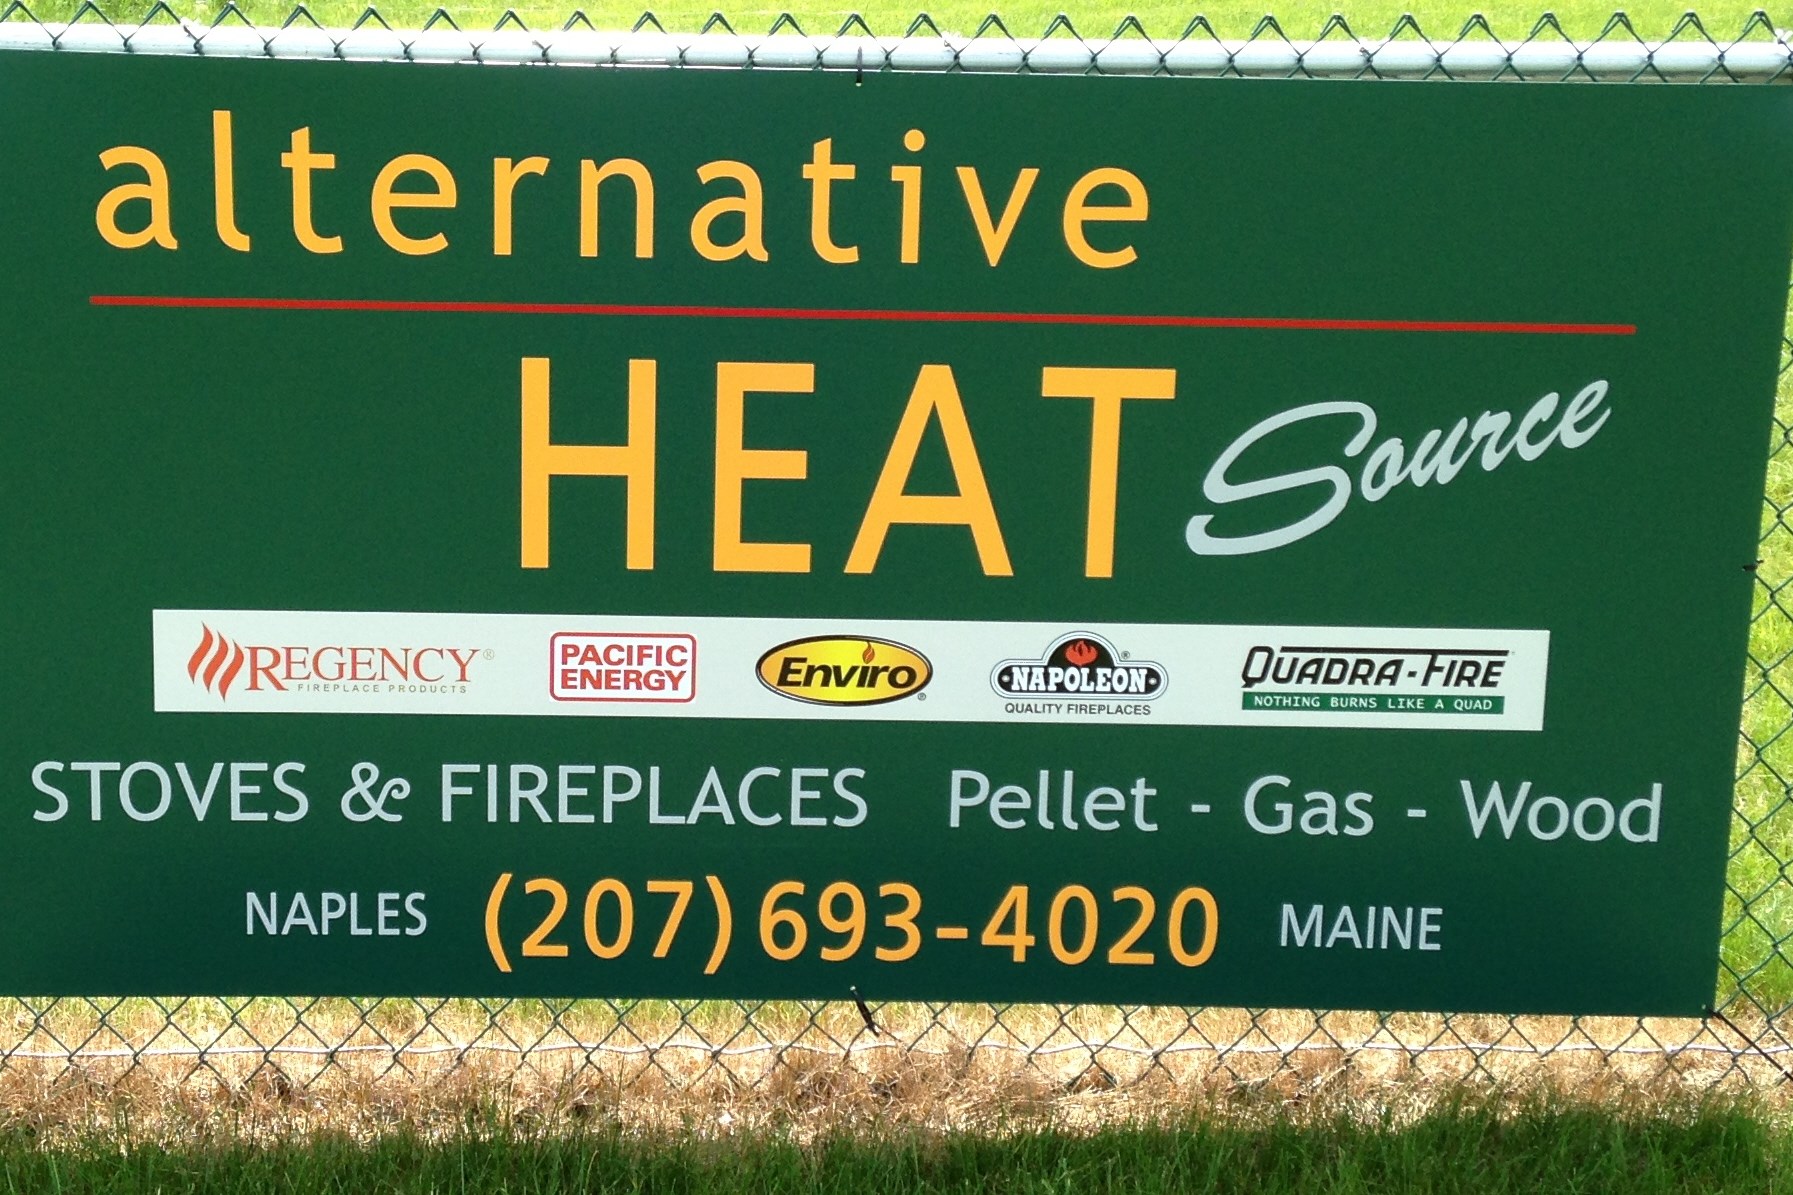 alternative
HEAT Source
REGENCY®
FIREPLACE PRODUCTS
PACIFIC
ENERGY
Enviro®
NAPOLEON®
QUALITY FIREPLACES
QUADRA-FIRE
NOTHING BURNS LIKE A QUAD
STOVES & FIREPLACES Pellet - Gas - Wood
NAPLES (207) 693-4020 MAINE